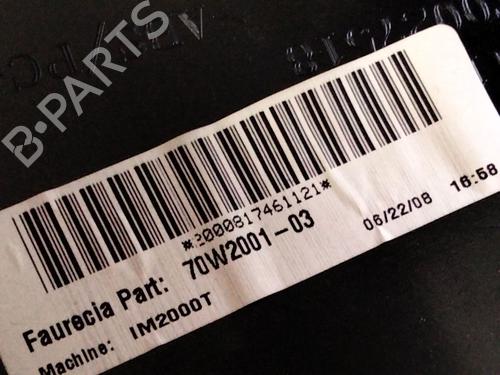 B-PARTS
*2000817461121*
Faurecia Part: 70W2001-03
06/22/08 16:58
Machine: IM2000T